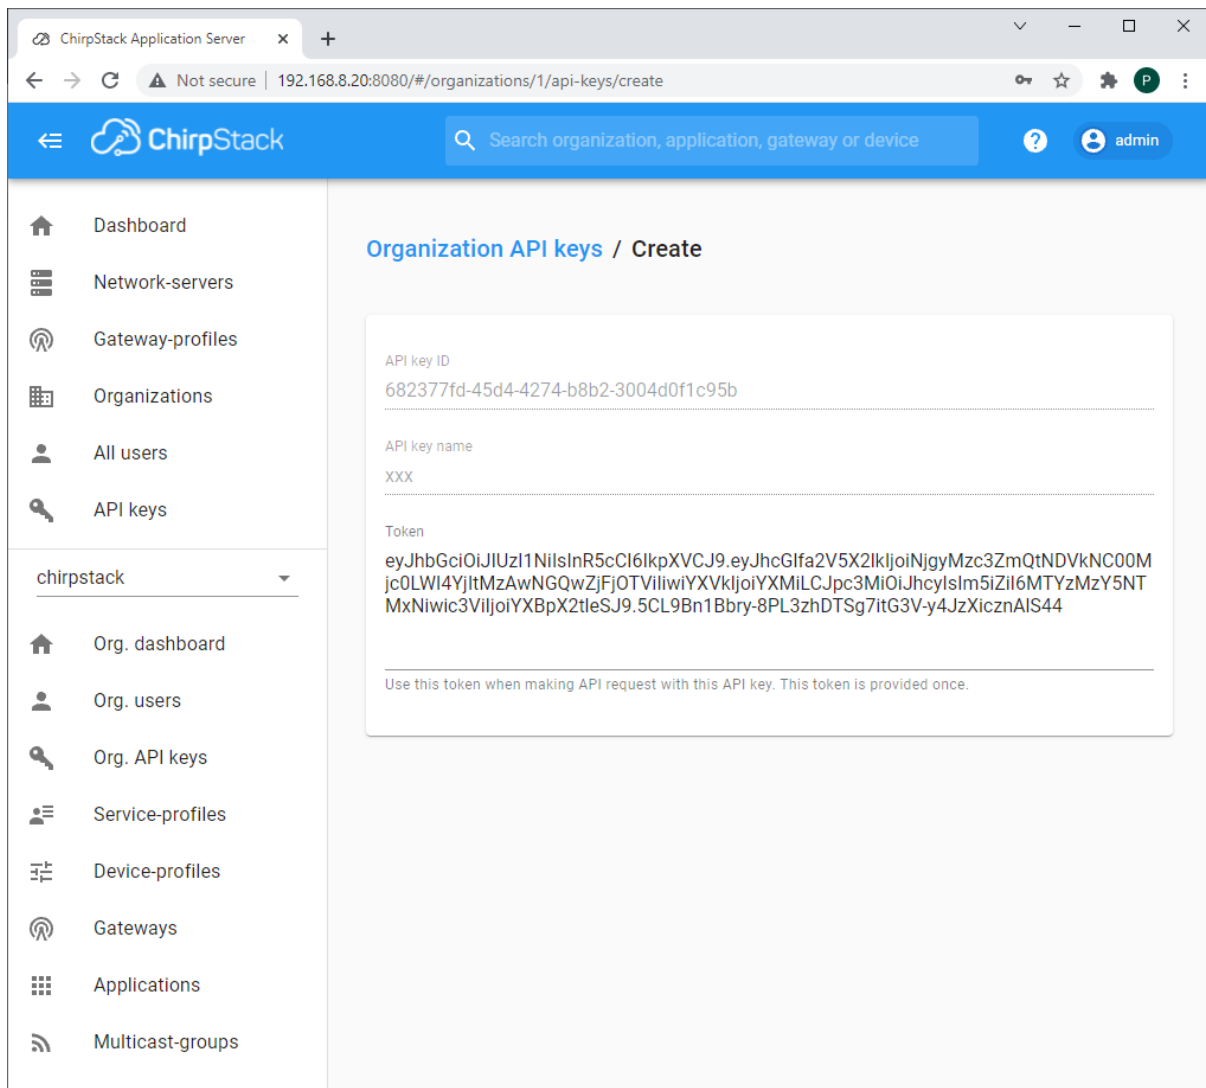 ChirpStack Application Server
Not secure | 192.168.8.20:8080/#/organizations/1/api-keys/create
P
ChirpStack
Search organization, application, gateway or device
? admin
Dashboard
Network-servers
Gateway-profiles
Organizations
All users
API keys
chirpstack
Org. dashboard
Org. users
Org. API keys
Service-profiles
Device-profiles
Gateways
Applications
Multicast-groups
Organization API keys / Create
API key ID
682377fd-45d4-4274-b8b2-3004d0f1c95b
API key name
xxx
Token
eyJhbGciOiJIUzI1NiIsInR5cCI6IkpXVCJ9.eyJhcGlfa2V5X2lkIjoiNjgyMzc3ZmQtNDVkNC00M
jc0LWI4YjItMzAwNGQwZjFjOTViIiwiYXVkIjoiYXMiLCJpc3MiOiJhcyIsIm5iZiI6MTYzMzY5NT
MxNiwic3ViIjoiYXBpX2tleSJ9.5CL9Bn1Bbry-8PL3zhDTSg7itG3V-y4JzXicznAlS44
Use this token when making API request with this API key. This token is provided once.